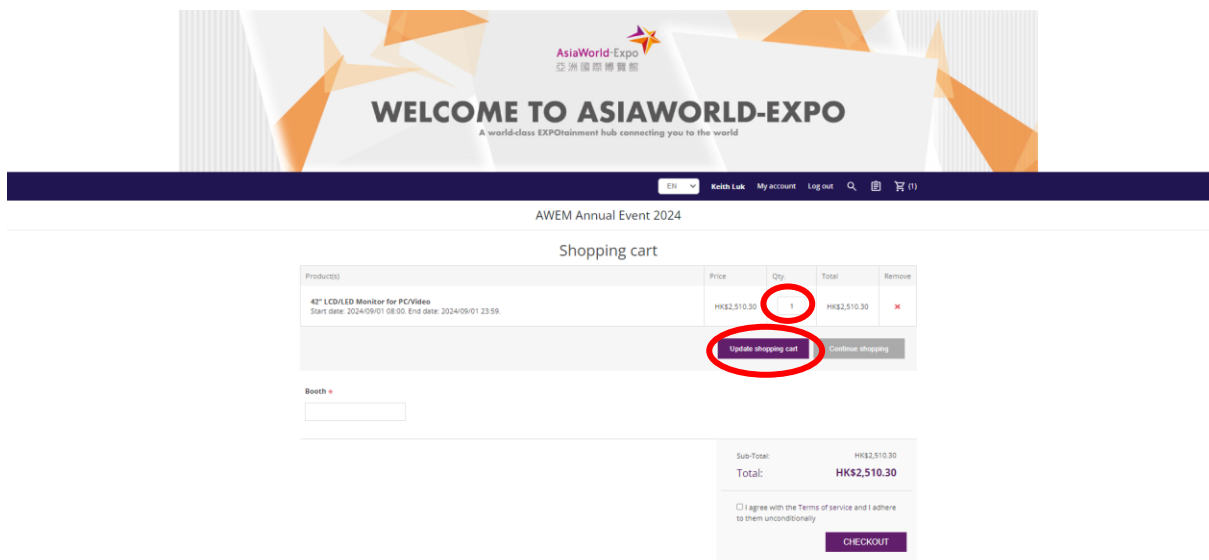 AsiaWorld-Expo
亞洲國際博覽館
WELCOME TO ASIAWORLD-EXPO
A world-class EXPOtainment hub connecting you to the world
EN Keith Luk My account Log out (1)
AWEM Annual Event 2024
Shopping cart
Product(s) Price Qty. Total Remove
42" LCD/LED Monitor for PC/Video
Start date: 2024/09/01 08:00. End date: 2024/09/01 23:59.
HK$2,510.30 1 HK$2,510.30
Update shopping cart Continue shopping
Booth *
Sub-Total: HK$2,510.30
Total: HK$2,510.30
I agree with the Terms of service and I adhere
to them unconditionally
CHECKOUT